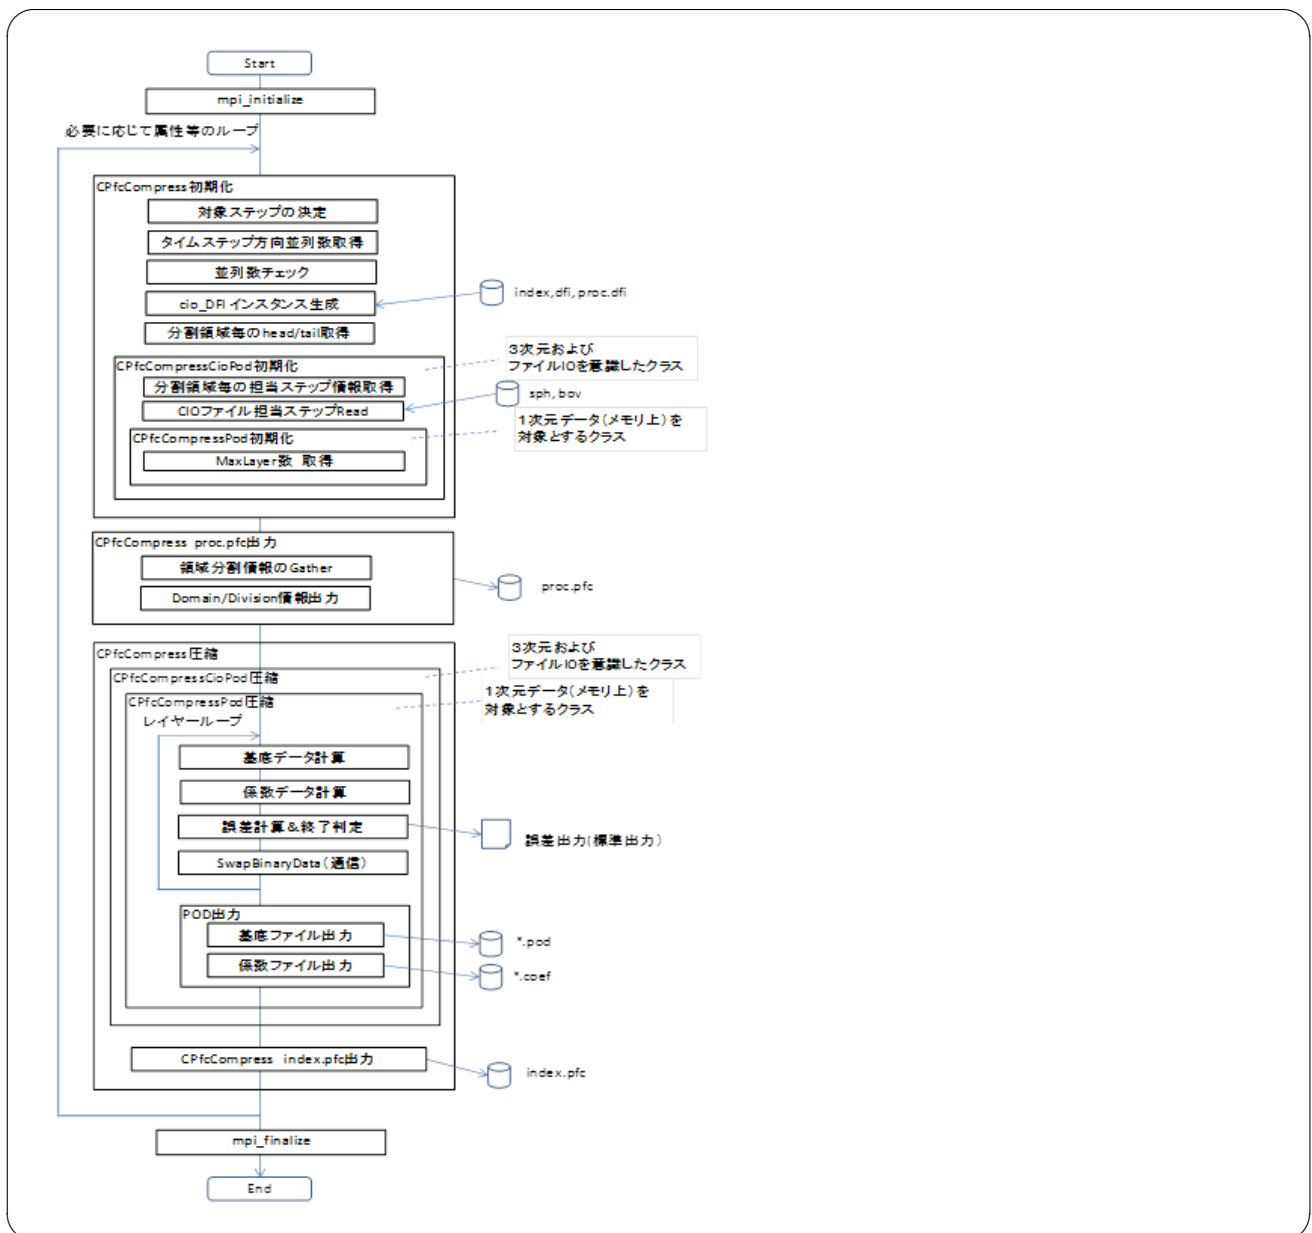 Start
mpi_initialize
必要に応じて属性等のループ
CPfcCompress初期化
対象ステップの決定
タイムステップ方向並列数取得
並列数チェック
cio_DFIインスタンス生成
index,dfi,proc.dfi
分割領域毎のhead/tail取得
3次元および
ファイルIOを意識したクラス
CPfcCompressCioPod初期化
分割領域毎の担当ステップ情報取得
sph, bov
CIOファイル担当ステップRead
1次元データ(メモリ上)を
対象とするクラス
CPfcCompressPod初期化
MaxLayer数 取得
CPfcCompress proc.pfc出力
領域分割情報のGather
proc.pfc
Domain/Division情報出力
3次元および
ファイルIOを意識したクラス
CPfcCompress圧縮
CPfcCompressCioPod圧縮
1次元データ(メモリ上)を
対象とするクラス
CPfcCompressPod圧縮
レイヤーループ
基底データ計算
係数データ計算
誤差計算&終了判定
誤差出力(標準出力)
SwapBinaryData(通信)
POD出力
基底ファイル出力
*.pod
係数ファイル出力
*.coef
CPfcCompress index.pfc出力
index.pfc
mpi_finalize
End